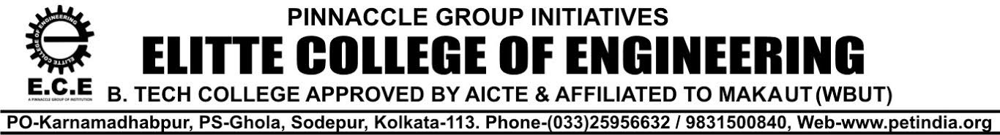 PINNACCLE GROUP INITIATIVES
ELITTE COLLEGE OF ENGINEERING
ELITTE COLLEGE OF ENGINEERING
E.C.E
A PINNACCLE GROUP OF INSTITUTION
B. TECH COLLEGE APPROVED BY AICTE & AFFILIATED TO MAKAUT (WBUT)
PO-Karnamadhabpur, PS-Ghola, Sodepur, Kolkata-113. Phone-(033)25956632 / 9831500840, Web-www.petindia.org